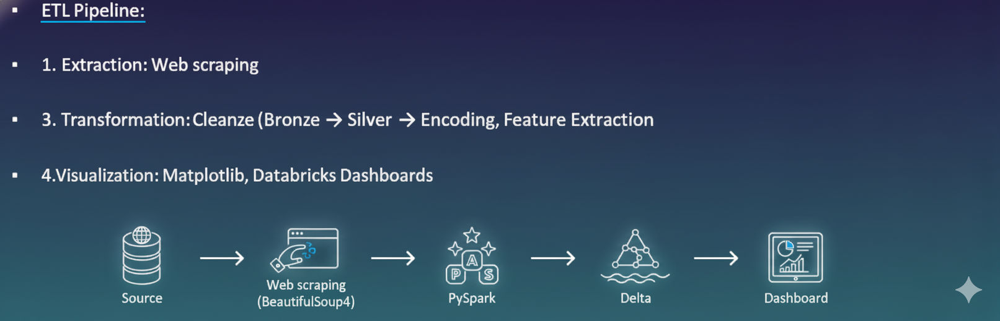 ETL Pipeline:
1. Extraction: Web scraping
3. Transformation: Cleanze (Bronze → Silver → Encoding, Feature Extraction
4.Visualization: Matplotlib, Databricks Dashboards
A
P S
Source
Web scraping
(BeautifulSoup4)
PySpark
Delta
Dashboard